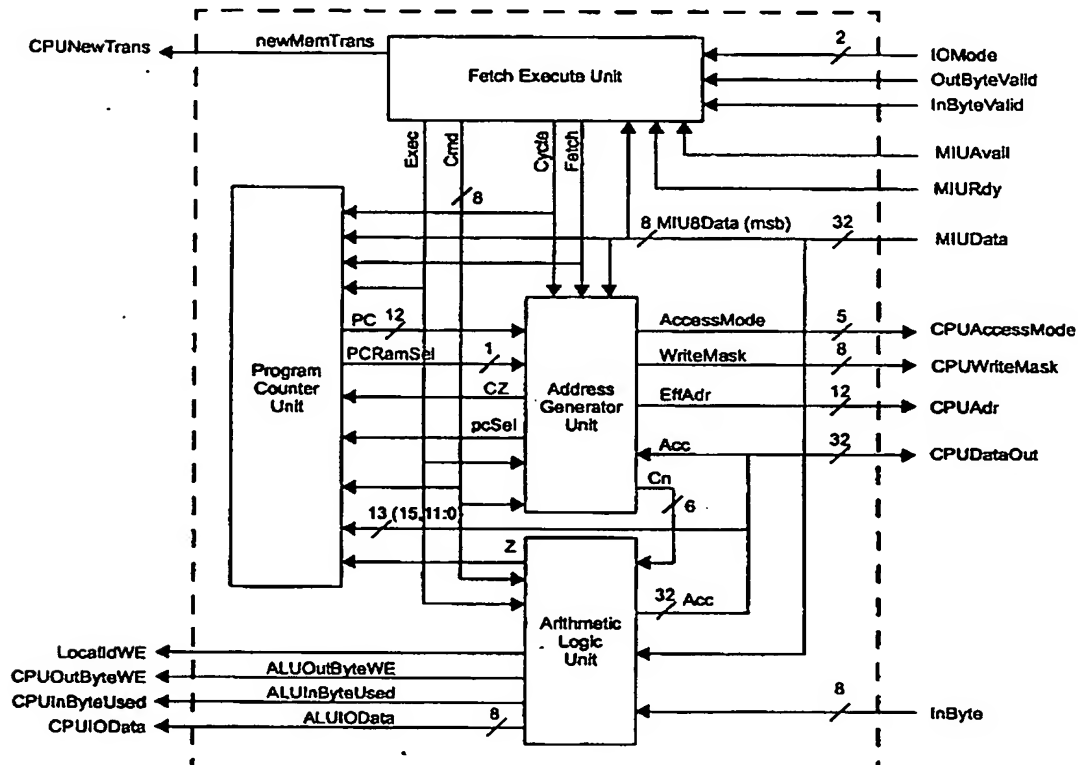 CPUNewTrans
newMemTrans
Fetch Execute Unit
2
IOMode
OutByteValid
InByteValid
MIUAvail
MIURdy
Exec
Cmd
Cycle
Fetch
8
8
MIU8Data (msb)
32
MIUData
Program
Counter
Unit
PC
12
PCRamSel
1
CZ
pcSel
Address
Generator
Unit
AccessMode
5
CPUAccessMode
WriteMask
8
CPUWriteMask
EffAdr
12
CPUAdr
Acc
32
CPUDataOut
Cn
6
13 (15,11:0)
Z
32
Acc
Arithmetic
Logic
Unit
LocalIdWE
CPUOutByteWE
ALUOutByteWE
CPUInByteUsed
ALUInByteUsed
CPUIOData
ALUIOData
8
8
InByte